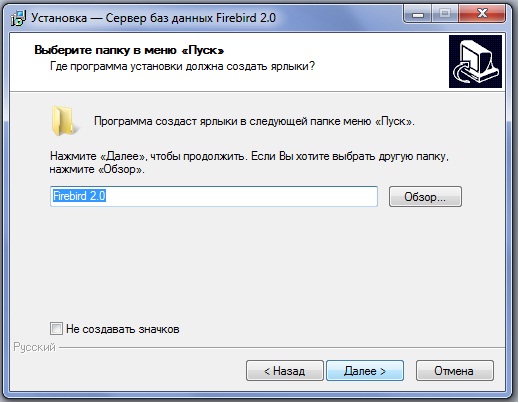 Установка — Сервер баз данных Firebird 2.0
Выберите папку в меню «Пуск»
Где программа установки должна создать ярлыки?
Программа создаст ярлыки в следующей папке меню «Пуск».
Нажмите «Далее», чтобы продолжить. Если Вы хотите выбрать другую папку,
нажмите «Обзор».
Firebird 2.0
Обзор...
Не создавать значков
Русский
< Назад
Далее >
Отмена